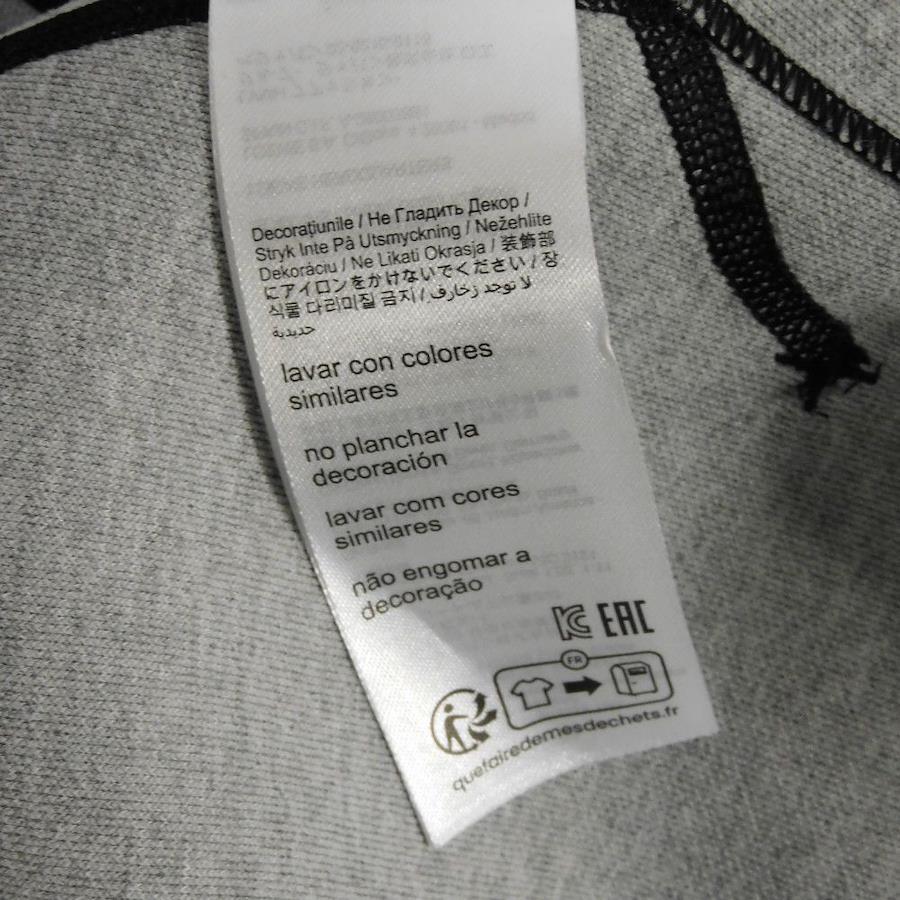 Decorațiunile / Не Гладить Декор /
Stryk Inte På Utsmyckning / Nežehlite
Dekoráciu / Ne Likati Okrasja / 装飾部
にアイロンをかけないでください / 장
식물 다리미질 금지 / لا توجد زخارف
حديدية
lavar con colores
similares
no planchar la
decoración
lavar com cores
similares
não engomar a
decoração
EAC
FR
quefairedemesdechets.fr